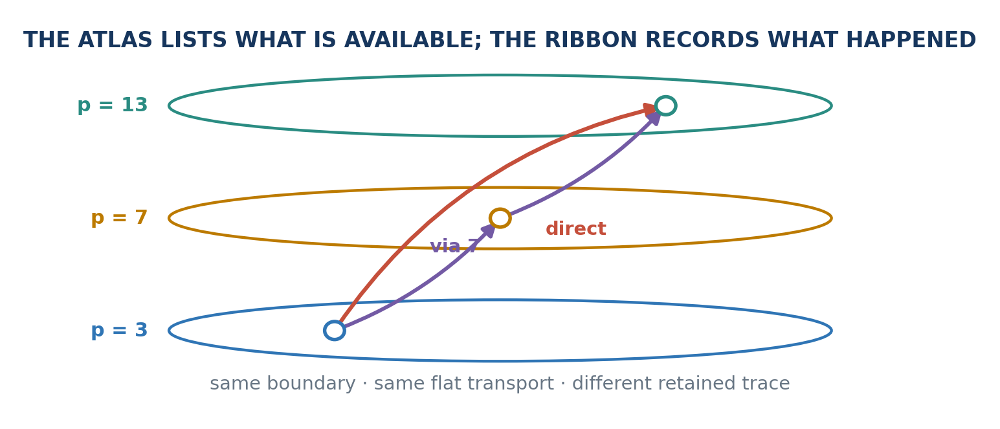 THE ATLAS LISTS WHAT IS AVAILABLE; THE RIBBON RECORDS WHAT HAPPENED
p = 13
p = 7
direct
via 7
p = 3
same boundary · same flat transport · different retained trace